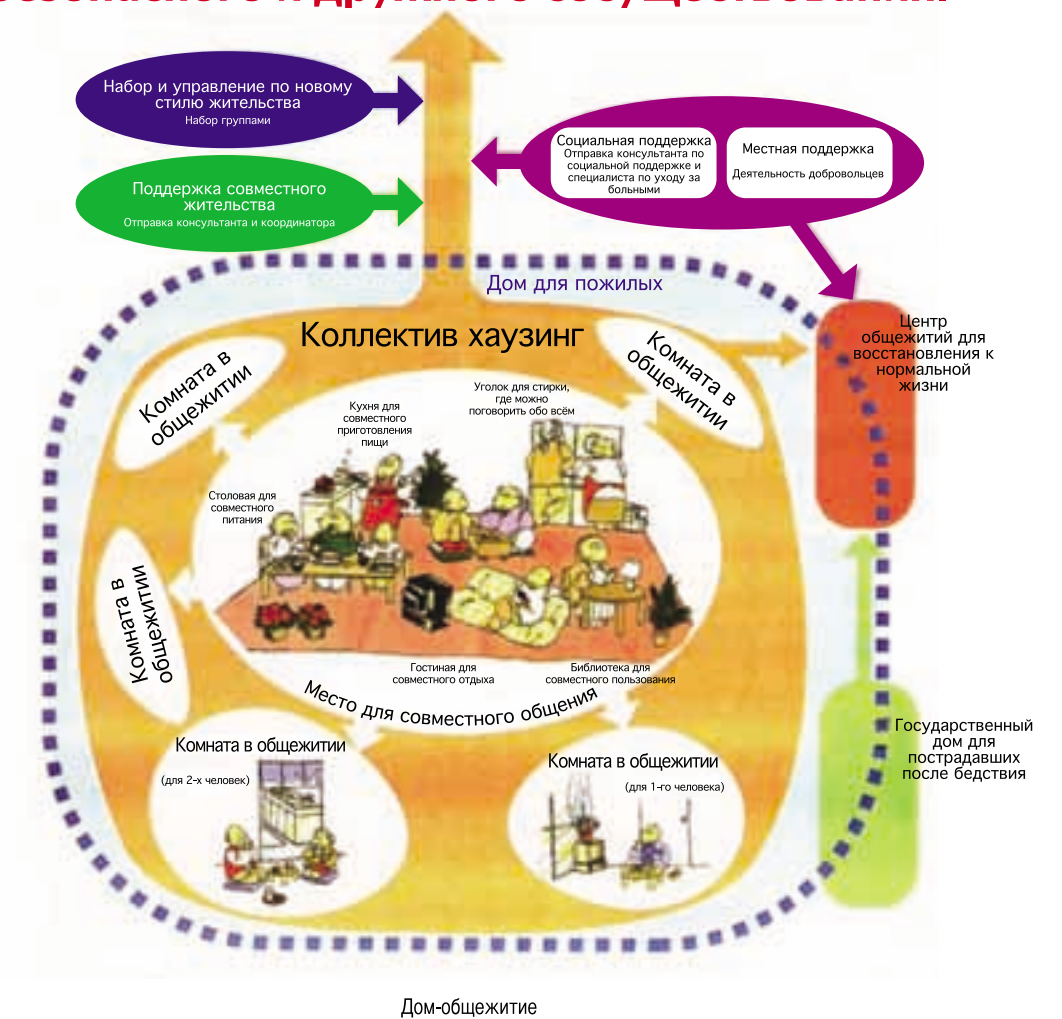 Набор и управление по новому
стилю жительства
Набор группами
Поддержка совместного
жительства
Отправка консультанта и координатора
Социальная поддержка
Отправка консультанта по
социальной поддержке и
специалиста по уходу за
больными
Местная поддержка
Деятельность добровольцев
Дом для пожилых
Коллектив хаузинг
Центр
общежитий для
восстановления к
нормальной
жизни
Комната в
общежитии
Комната в
общежитии
Уголок для стирки,
где можно
поговорить обо всём
Кухня для
совместного
приготовления
пищи
Столовая для
совместного
питания
Комната в
общежитии
Гостиная для
совместного отдыха
Библиотека для
совместного пользования
Место для совместного общения
Государственный
дом для
пострадавших
после бедствия
Комната в общежитии
(для 2-х человек)
Комната в общежитии
(для 1-го человека)
Дом-общежитие